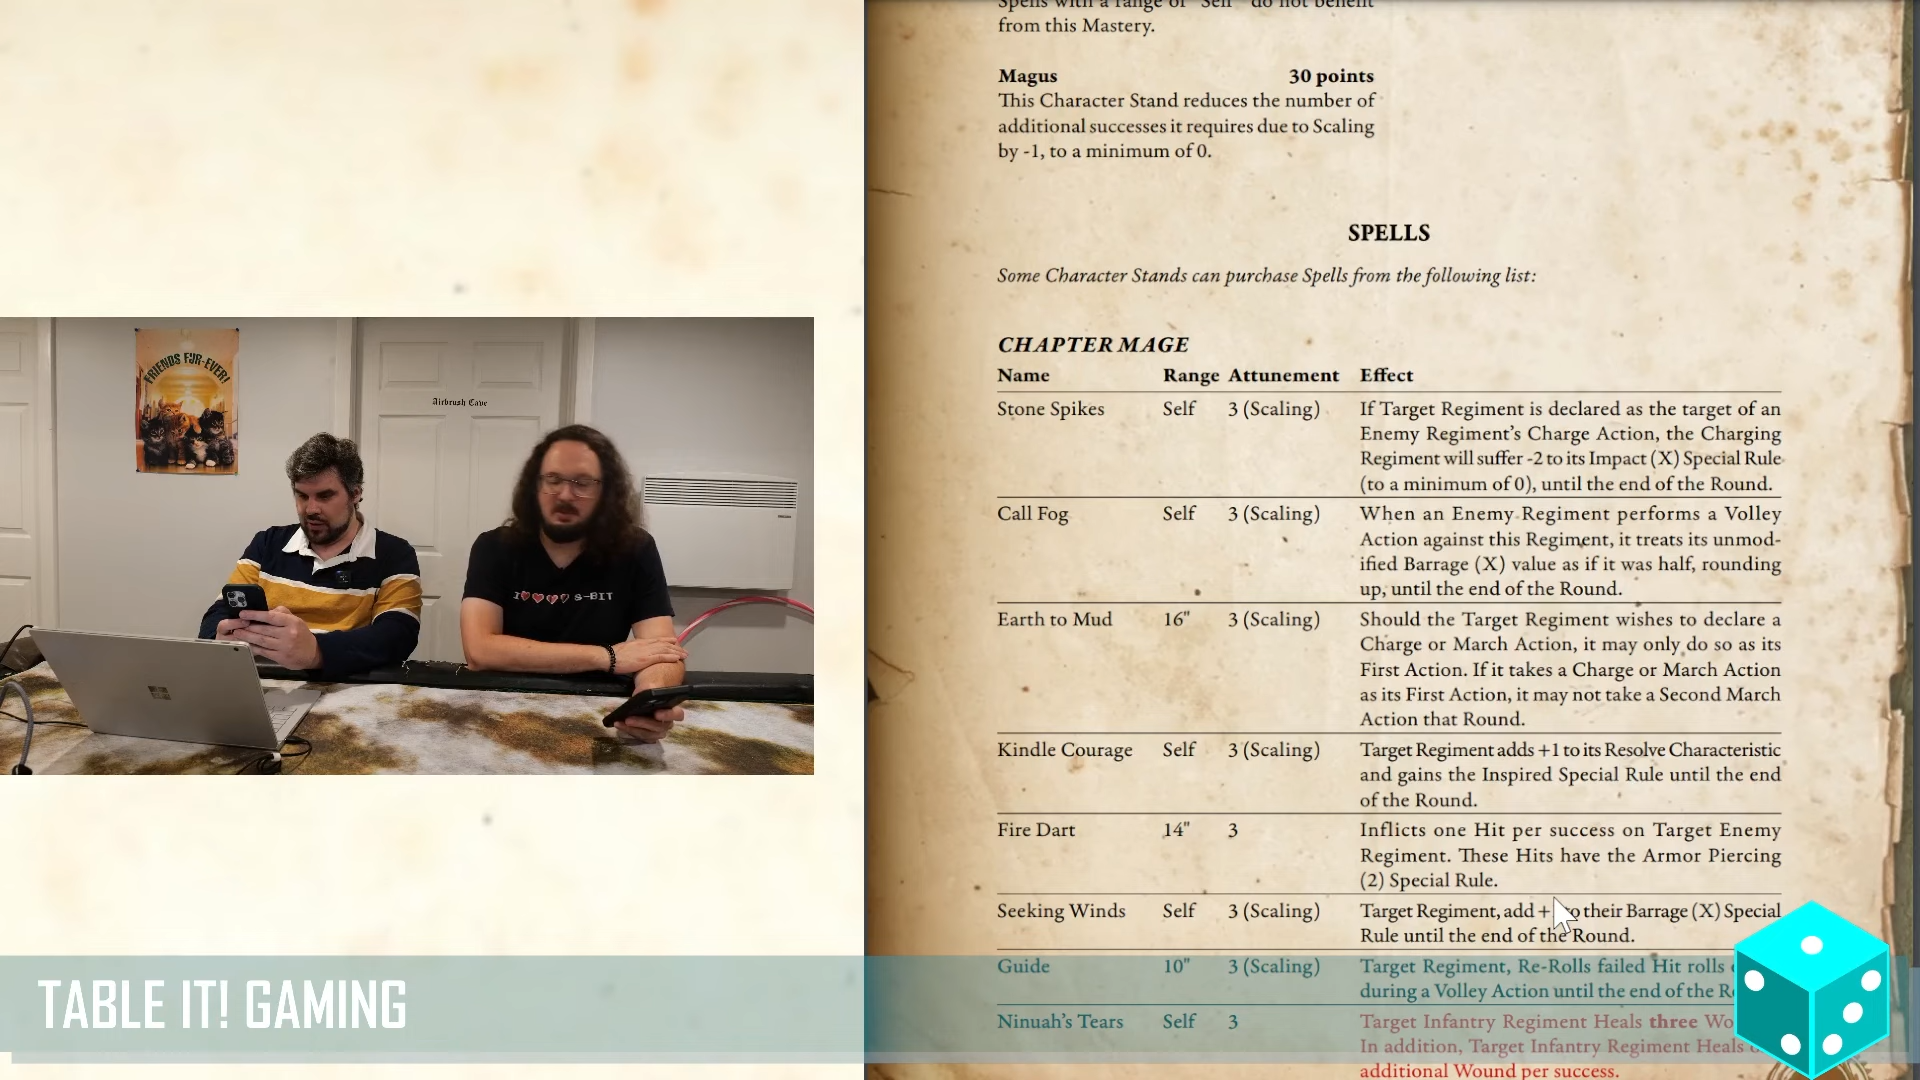 Spells with a range of "Self" do not benefit
from this Mastery.
Magus 30 points
This Character Stand reduces the number of
additional successes it requires due to Scaling
by -1, to a minimum of 0.
SPELLS
Some Character Stands can purchase Spells from the following list:
CHAPTER MAGE
Name Range Attunement Effect
Stone Spikes Self 3 (Scaling) If Target Regiment is declared as the target of an
Enemy Regiment's Charge Action, the Charging
Regiment will suffer -2 to its Impact (X) Special Rule
(to a minimum of 0), until the end of the Round.
Call Fog Self 3 (Scaling) When an Enemy Regiment performs a Volley
Action against this Regiment, it treats its unmod-
ified Barrage (X) value as if it was half, rounding
up, until the end of the Round.
Earth to Mud 16" 3 (Scaling) Should the Target Regiment wishes to declare a
Charge or March Action, it may only do so as its
First Action. If it takes a Charge or March Action
as its First Action, it may not take a Second March
Action that Round.
Kindle Courage Self 3 (Scaling) Target Regiment adds +1 to its Resolve Characteristic
and gains the Inspired Special Rule until the end
of the Round.
Fire Dart 14" 3 Inflicts one Hit per success on Target Enemy
Regiment. These Hits have the Armor Piercing
(2) Special Rule.
Seeking Winds Self 3 (Scaling) Target Regiment, add + to their Barrage (X) Special
Rule until the end of the Round.
Guide 10" 3 (Scaling) Target Regiment, Re-Rolls failed Hit rolls
during a Volley Action until the end of the
Ninuah's Tears Self 3 Target Infantry Regiment Heals three
In addition, Target Infantry Regiment Heals
additional Wound per success.
FRIENDS FUR-EVER!
Airbrush Cave
I 8-BIT
TABLE IT! GAMING